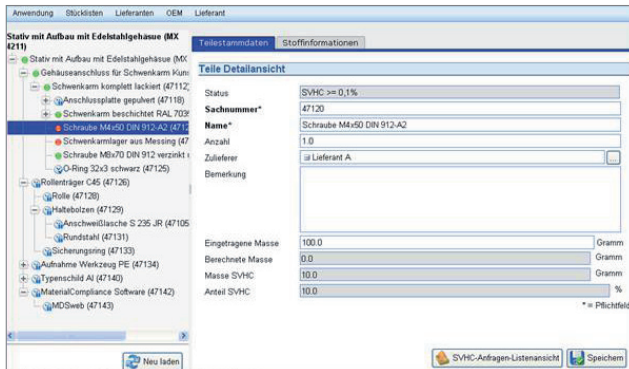 Anwendung Stücklisten Lieferanten OEM Lieferant
Stativ mit Aufbau mit Edelstahlgehäsue (MX 4211)
Stativ mit Aufbau mit Edelstahlgehäsue (MX
Gehäuseanschluss für Schwenkarm Kuns
Schwenkarm komplett lackiert (47112)
Anschlussplatte gepulvert (47118)
Schwenkarm beschichtet RAL 7035
Schraube M4x50 DIN 912-A2 (4712
Schwenkarmlager aus Messing (47
Schraube M8x70 DIN 912 verzinkt
O-Ring 32x3 schwarz (47125)
Rollenträger C45 (47126)
Rolle (47128)
Haltebolzen (47129)
Anschweißlasche S 235 JR (47105
Rundstahl (47131)
Sicherungsring (47133)
Aufnahme Werkzeug PE (47134)
Typenschild Al (47140)
MaterialCompliance Software (47142)
MDSweb (47143)
Neu laden
Teilestammdaten Stoffinformationen
Teile Detailansicht
Status SVHC >= 0,1%
Sachnummer* 47120
Name* Schraube M4x50 DIN 912-A2
Anzahl 1.0
Zulieferer Lieferant A ...
Bemerkung
Eingetragene Masse 100.0 Gramm
Berechnete Masse 0.0 Gramm
Masse SVHC 10.0 Gramm
Anteil SVHC 10.0 %
* = Pflichtfeld
SVHC-Anfragen-Listenansicht Speichern